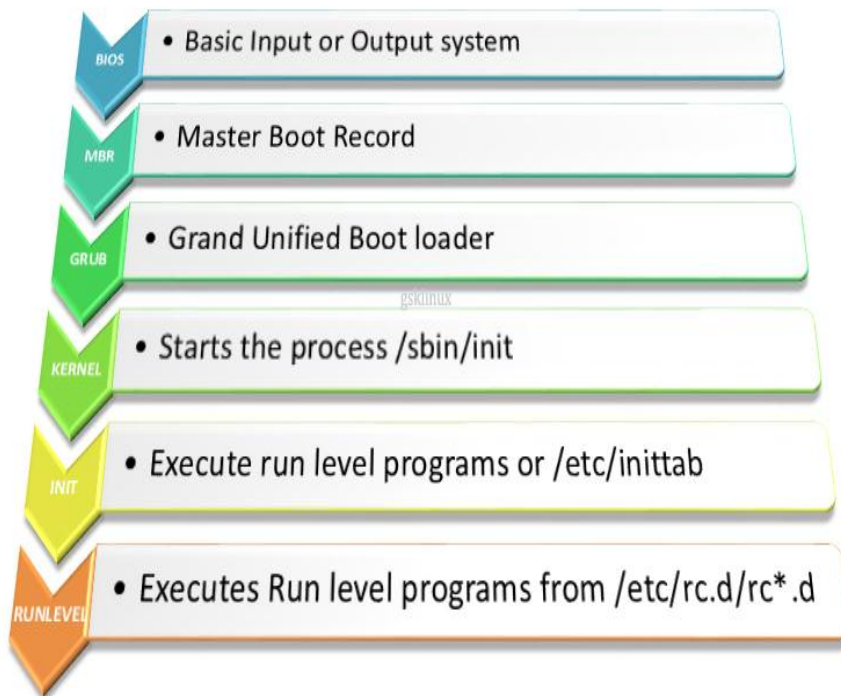 BIOS
• Basic Input or Output system
MBR
• Master Boot Record
GRUB
• Grand Unified Boot loader
gsklinux
KERNEL
• Starts the process /sbin/init
INIT
• Execute run level programs or /etc/inittab
RUNLEVEL
• Executes Run level programs from /etc/rc.d/rc*.d